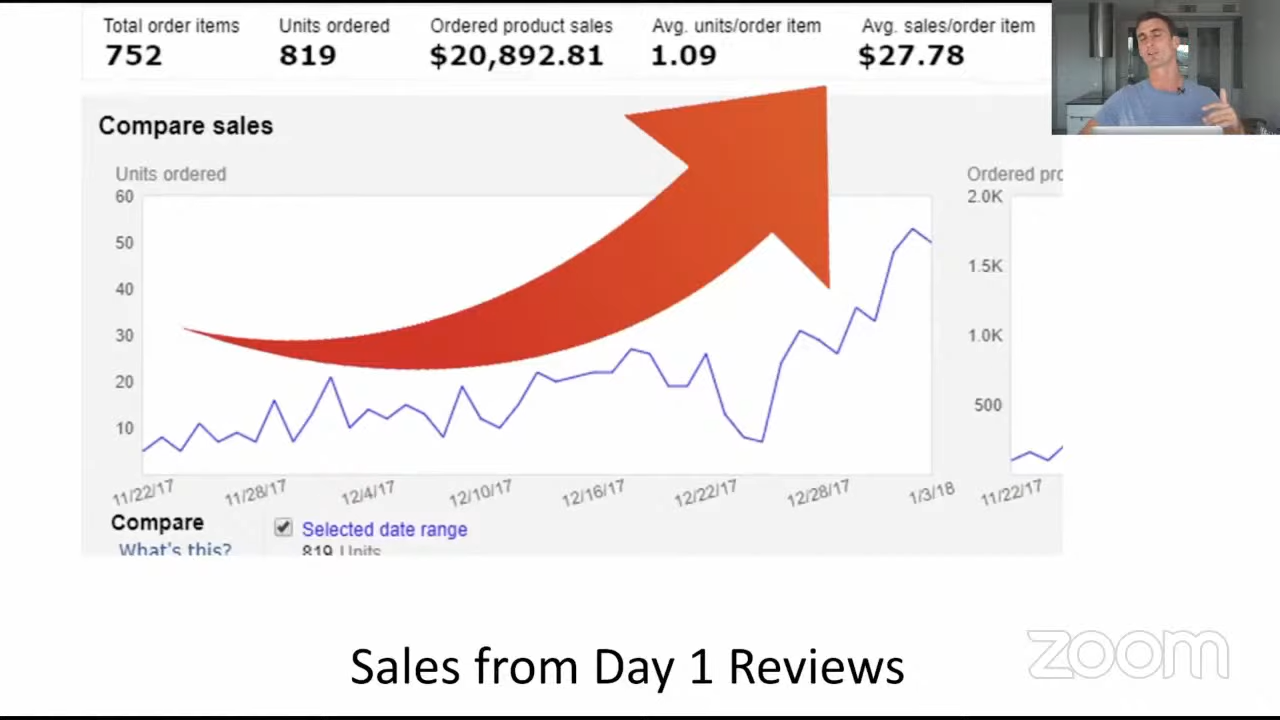 Total order items Units ordered Ordered product sales Avg. units/order item Avg. sales/order item
752 819 $20,892.81 1.09 $27.78
Compare sales
Units ordered Ordered pro
60 2.0K
50
1.5K
40
30 1.0K
20
500
10
11/22/17 11/28/17 12/4/17 12/10/17 12/16/17 12/22/17 12/28/17 1/3/18 11/22/17
Compare Selected date range
What's this? 819 Units
Sales from Day 1 Reviews
zoom